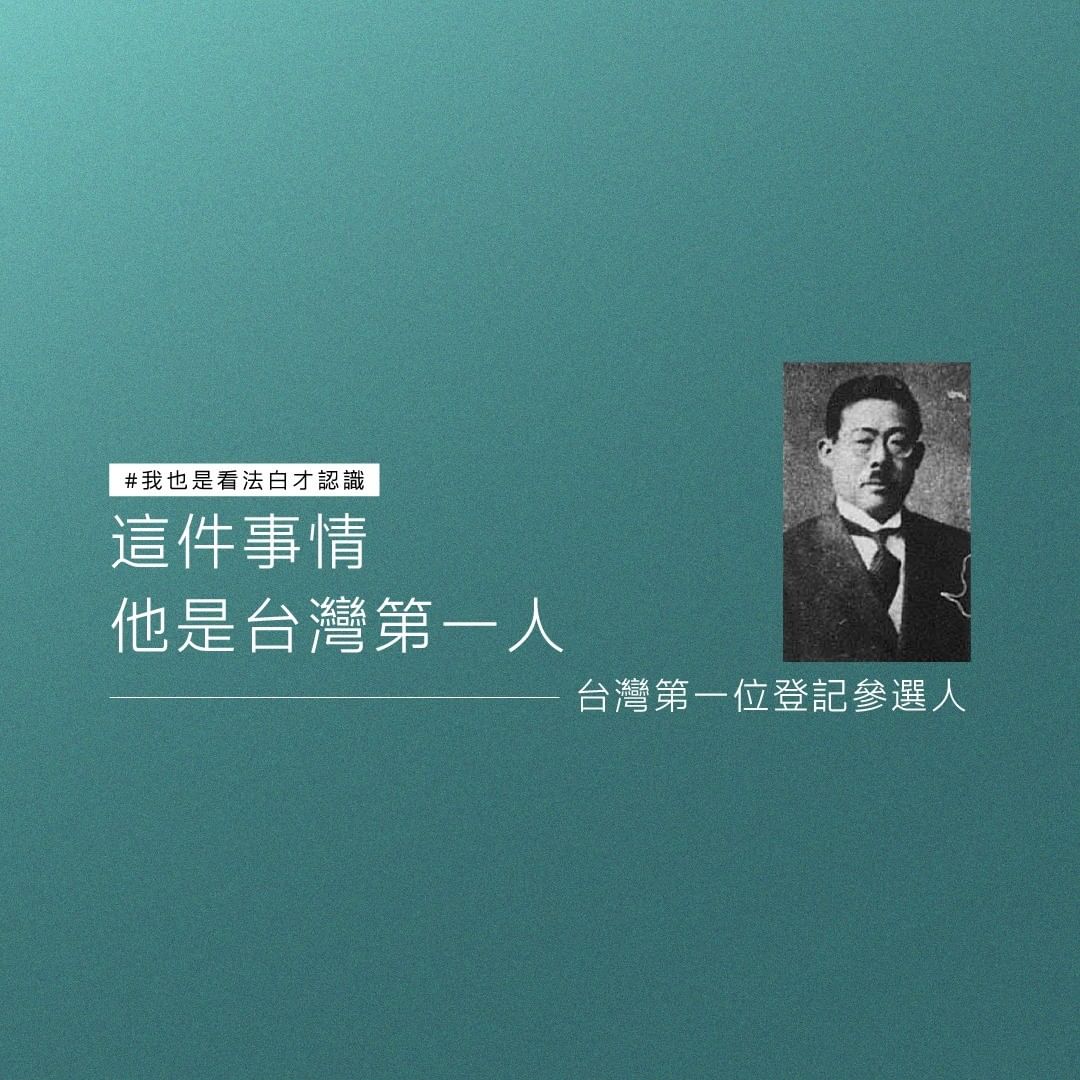 #我也是看法白才認識
這件事情
他是台灣第一人
台灣第一位登記參選人